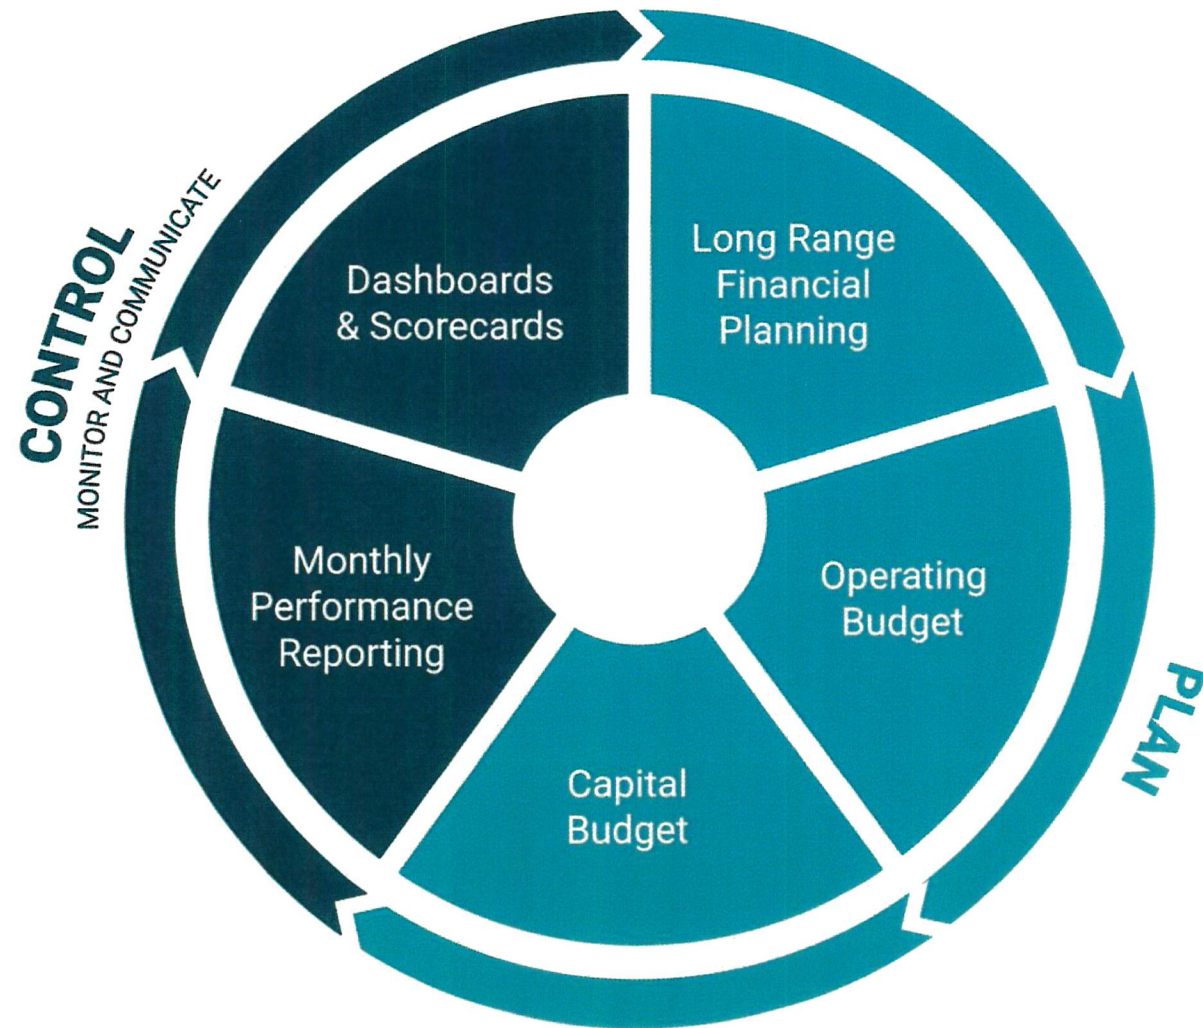 CONTROL
MONITOR AND COMMUNICATE
Dashboards
& Scorecards
Long Range
Financial
Planning
Monthly
Performance
Reporting
Operating
Budget
Capital
Budget
PLAN